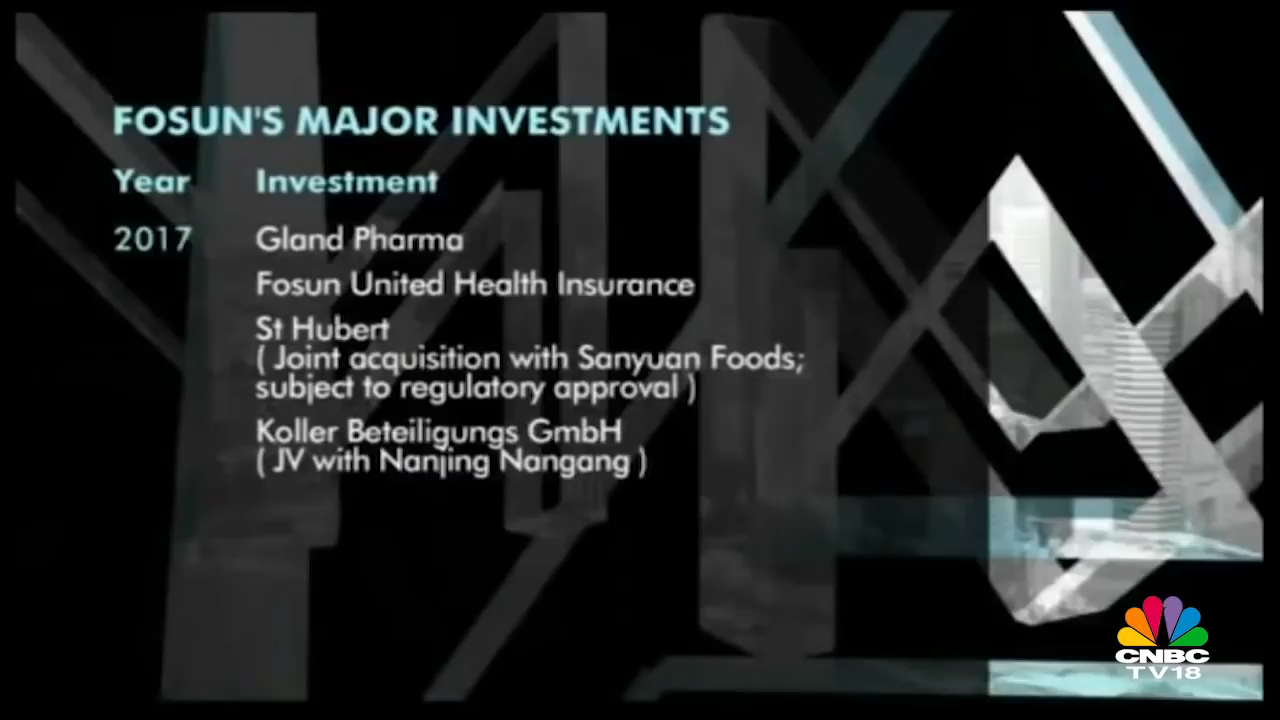 FOSUN'S MAJOR INVESTMENTS
Year Investment
2017 Gland Pharma
Fosun United Health Insurance
St Hubert
( Joint acquisition with Sanyuan Foods;
subject to regulatory approval )
Koller Beteiligungs GmbH
( JV with Nanjing Nangang )
CNBC
TV18